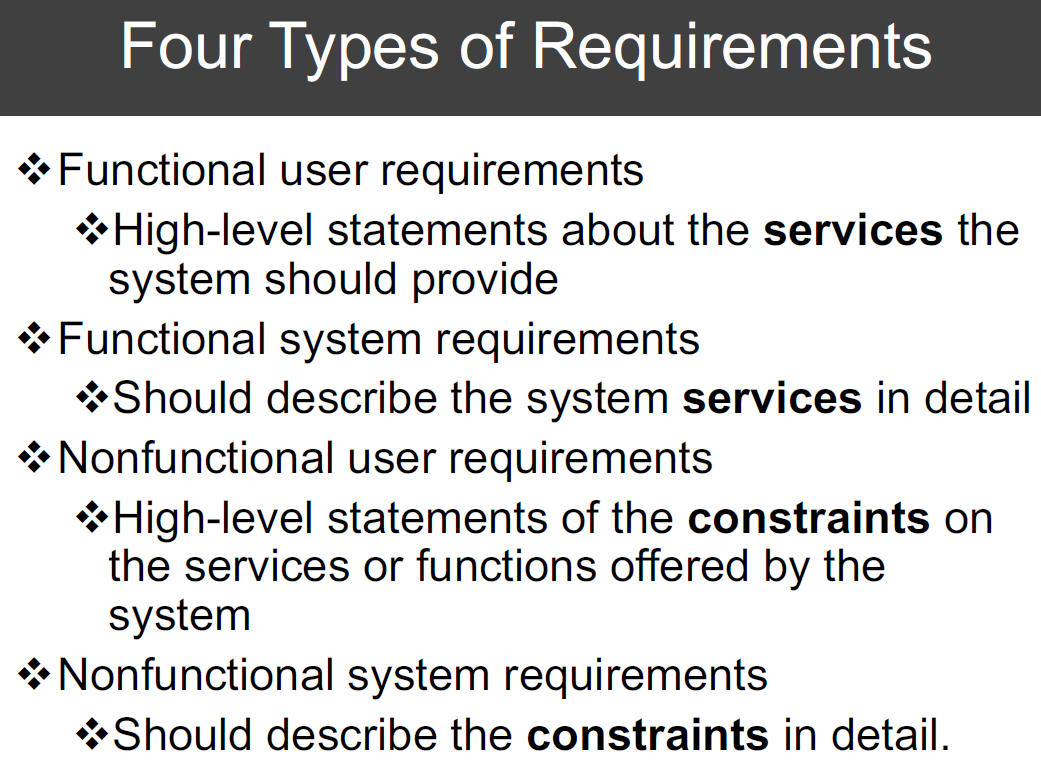 Four Types of Requirements
❖Functional user requirements
❖High-level statements about the services the
system should provide
❖Functional system requirements
❖Should describe the system services in detail
❖Nonfunctional user requirements
❖High-level statements of the constraints on
the services or functions offered by the
system
❖Nonfunctional system requirements
❖Should describe the constraints in detail.